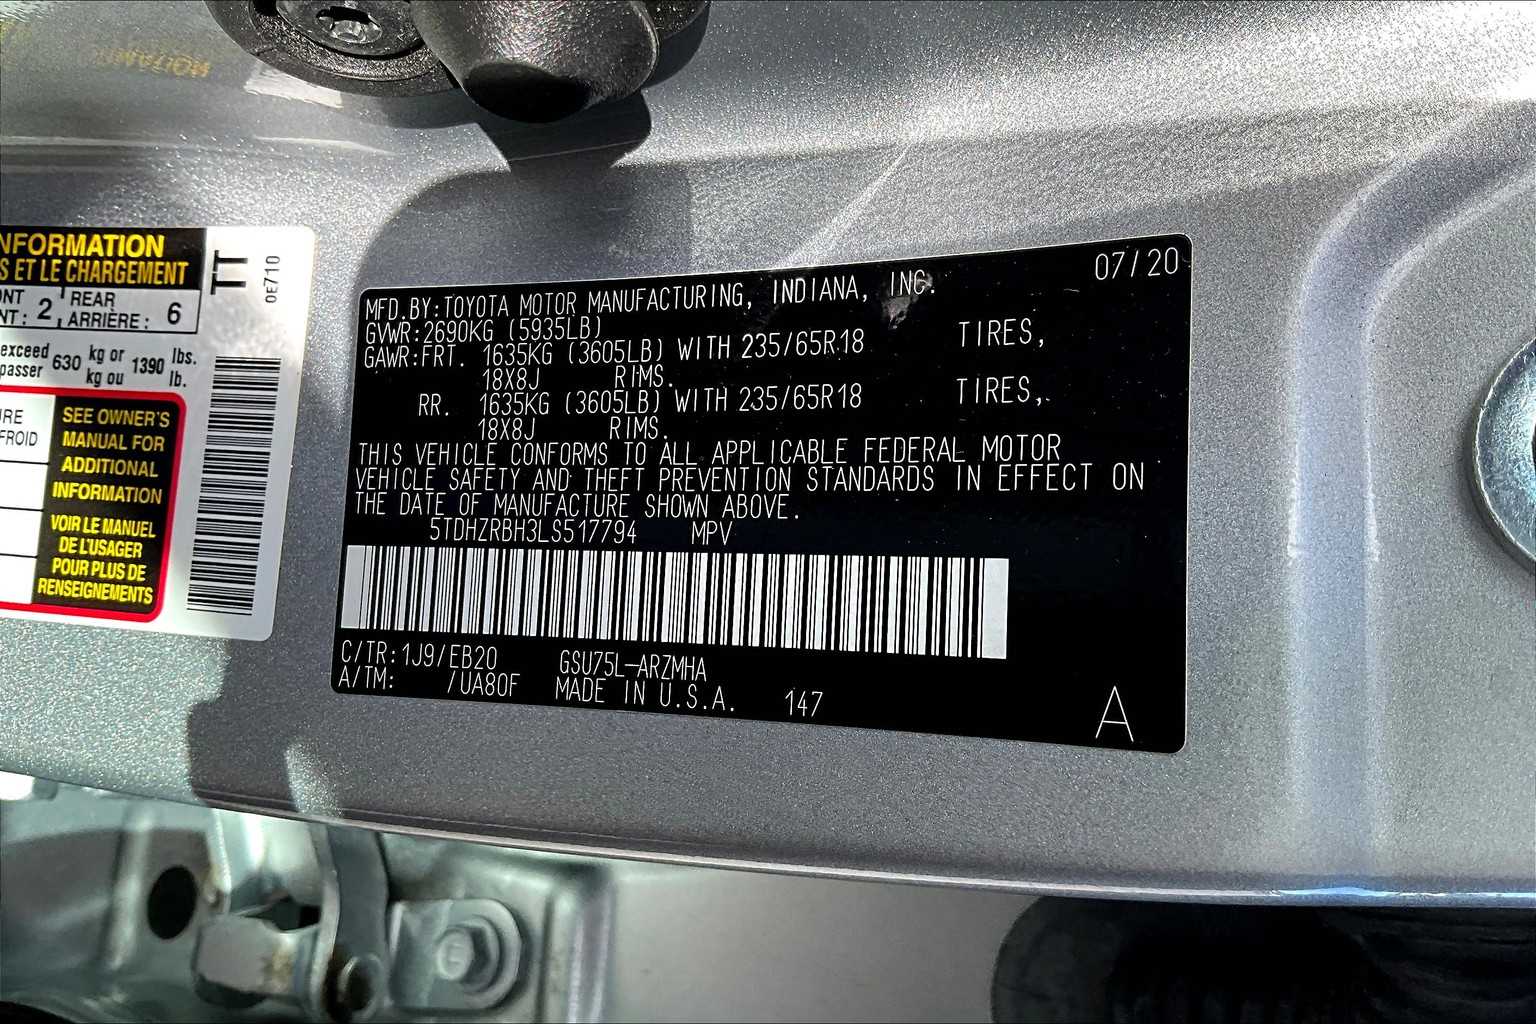 NFORMATION
S ET LE CHARGEMENT
ONT 2 REAR 6
NT: ARRIÈRE:
exceed 630 kg or 1390 lbs.
passer kg ou lb.
URE
FROID
SEE OWNER'S
MANUAL FOR
ADDITIONAL
INFORMATION
VOIR LE MANUEL
DE L'USAGER
POUR PLUS DE
RENSEIGNEMENTS
TT
0E710
07/20
MFD.BY:TOYOTA MOTOR MANUFACTURING, INDIANA, INC.
GVWR:2690KG (5935LB)
GAWR:FRT. 1635KG (3605LB) WITH 235/65R18 TIRES,
18X8J RIMS.
RR. 1635KG (3605LB) WITH 235/65R18 TIRES,
18X8J RIMS.
THIS VEHICLE CONFORMS TO ALL APPLICABLE FEDERAL MOTOR
VEHICLE SAFETY AND THEFT PREVENTION STANDARDS IN EFFECT ON
THE DATE OF MANUFACTURE SHOWN ABOVE.
5TDHZRBH3LS517794 MPV
C/TR:1J9/EB20 GSU75L-ARZMHA
A/TM: /UA80F MADE IN U.S.A. 147
A